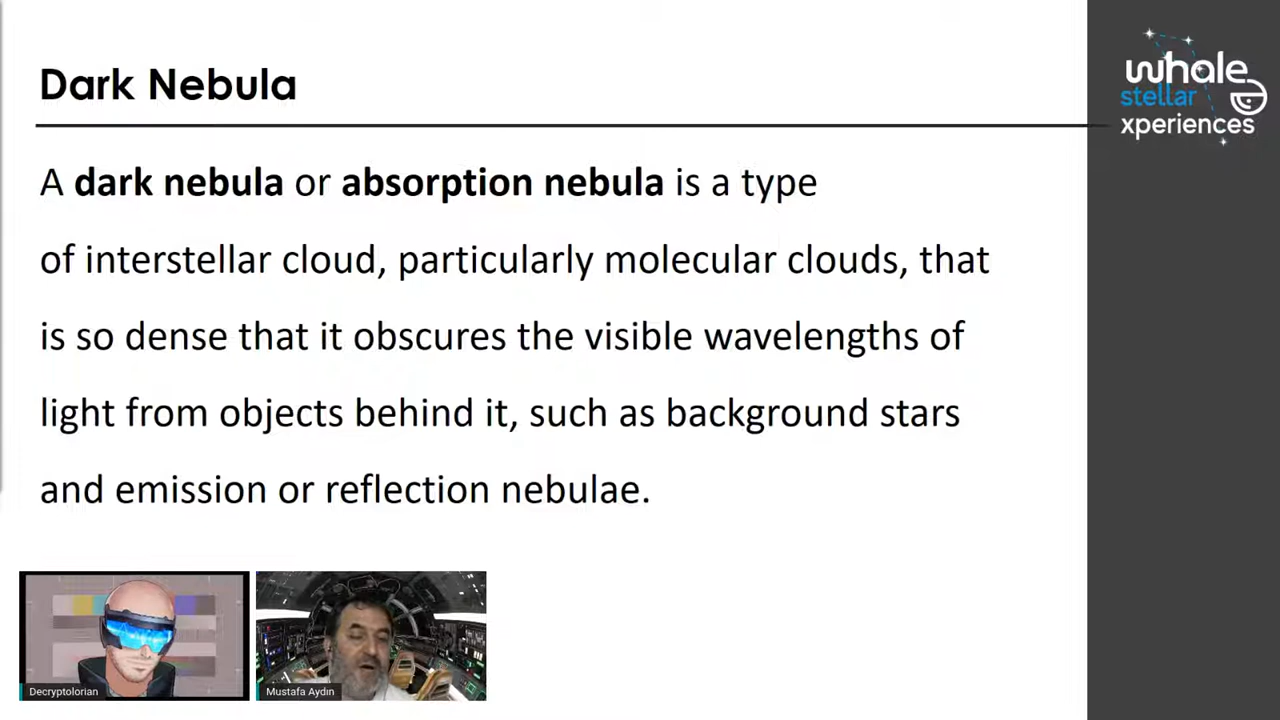 Dark Nebula
whale
stellar
xperiences
A dark nebula or absorption nebula is a type
of interstellar cloud, particularly molecular clouds, that
is so dense that it obscures the visible wavelengths of
light from objects behind it, such as background stars
and emission or reflection nebulae.
Decryptolorian
Mustafa Aydın